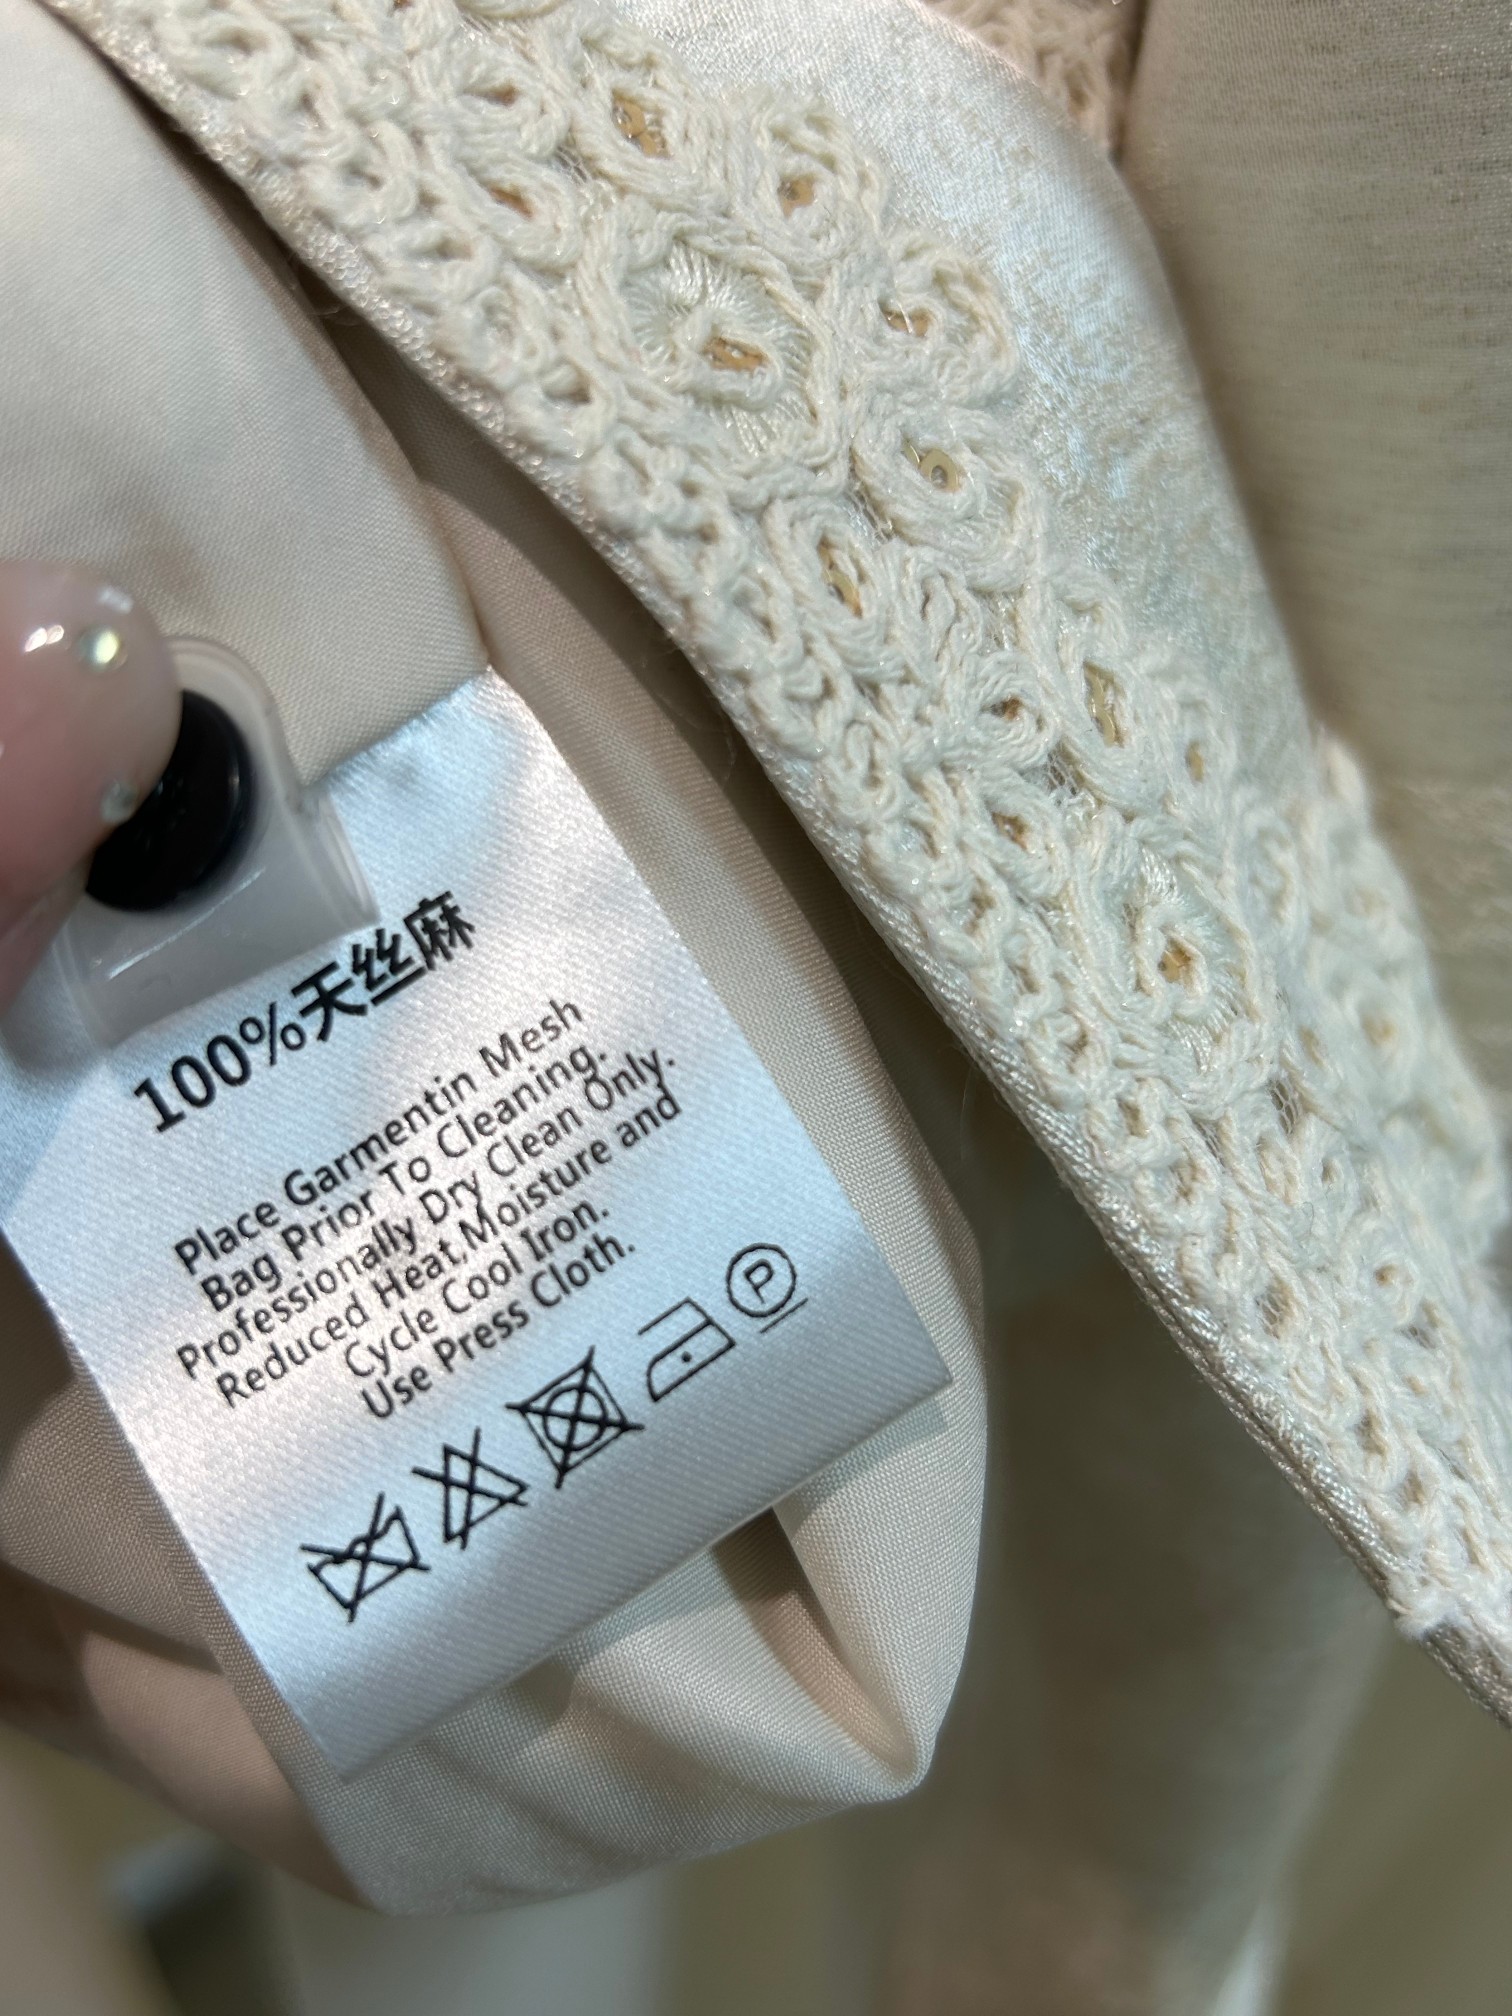 100%天丝麻
Place Garmentin Mesh
Bag Prior To Cleaning.
Professionally Dry Clean Only.
Reduced Heat,Moisture and
Cycle Cool Iron.
Use Press Cloth.
P